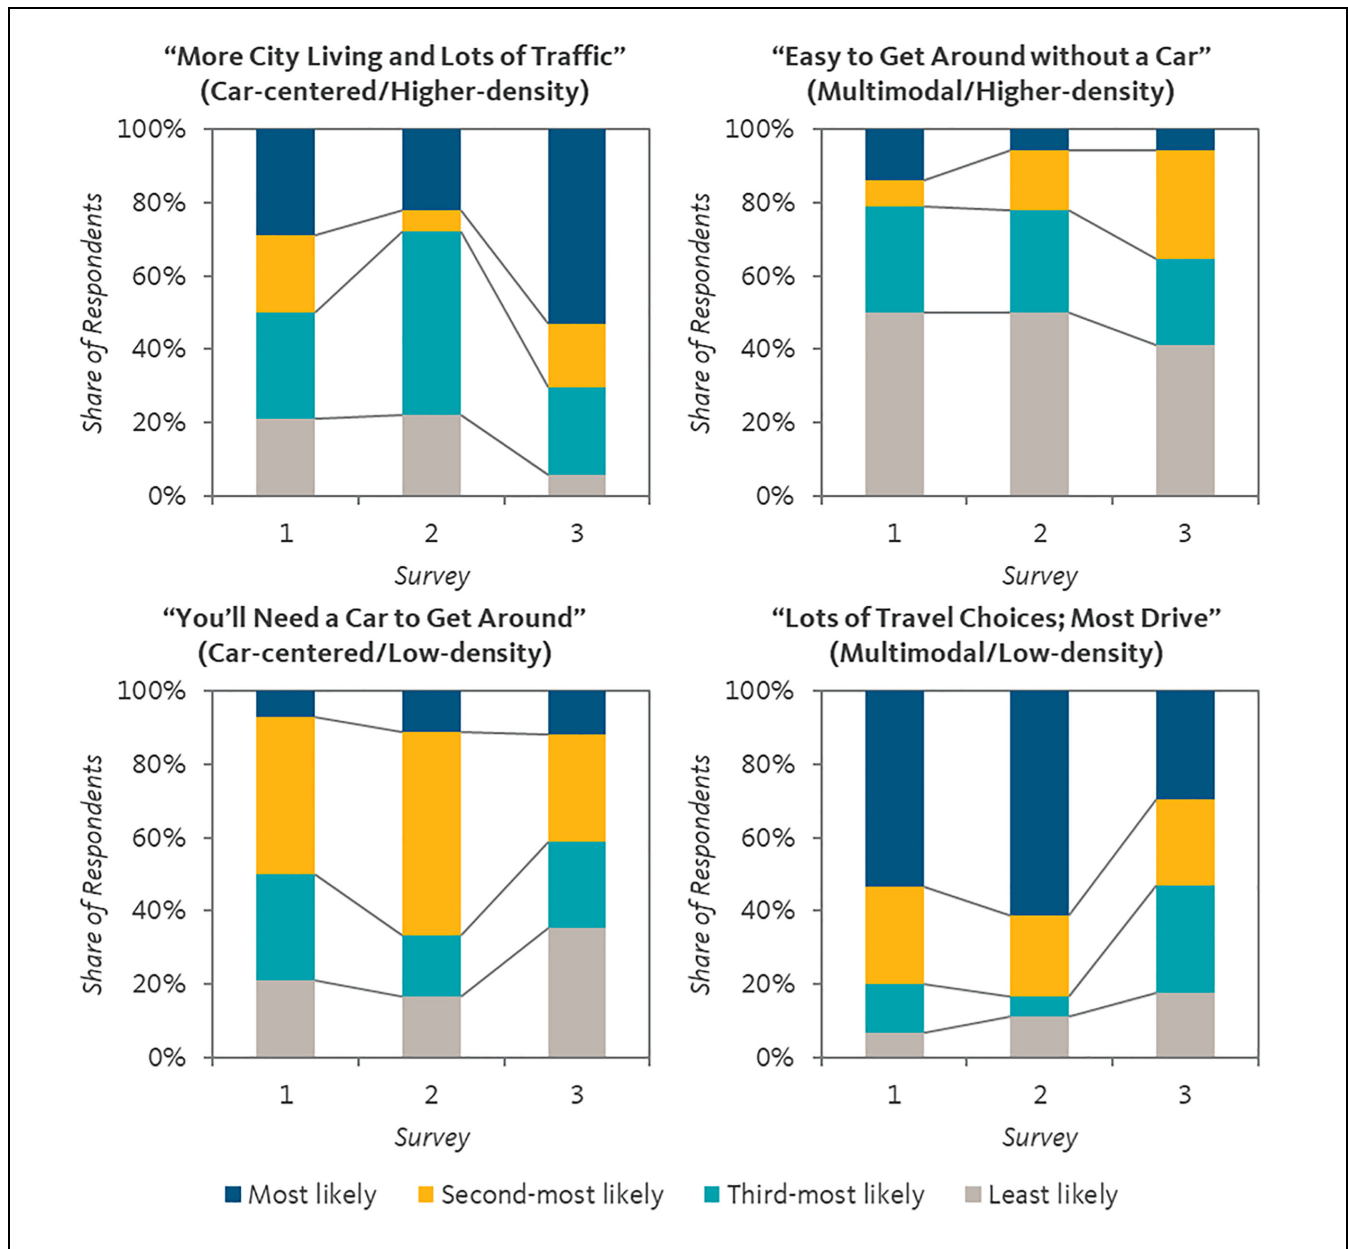 “More City Living and Lots of Traffic”
(Car-centered/Higher-density)
100%
80%
60%
40%
20%
0%
Share of Respondents
1 2 3
Survey
“Easy to Get Around without a Car”
(Multimodal/Higher-density)
100%
80%
60%
40%
20%
0%
Share of Respondents
1 2 3
Survey
“You’ll Need a Car to Get Around”
(Car-centered/Low-density)
100%
80%
60%
40%
20%
0%
Share of Respondents
1 2 3
Survey
“Lots of Travel Choices; Most Drive”
(Multimodal/Low-density)
100%
80%
60%
40%
20%
0%
Share of Respondents
1 2 3
Survey
Most likely Second-most likely Third-most likely Least likely